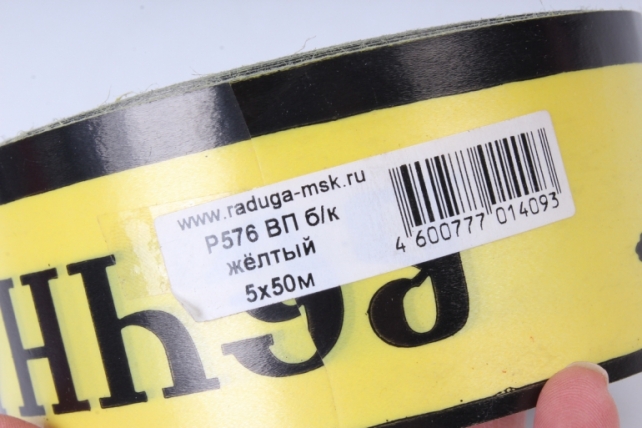 www.raduga-msk.ru
Р576 ВП б/к
жёлтый
5х50м
4 600777 014093